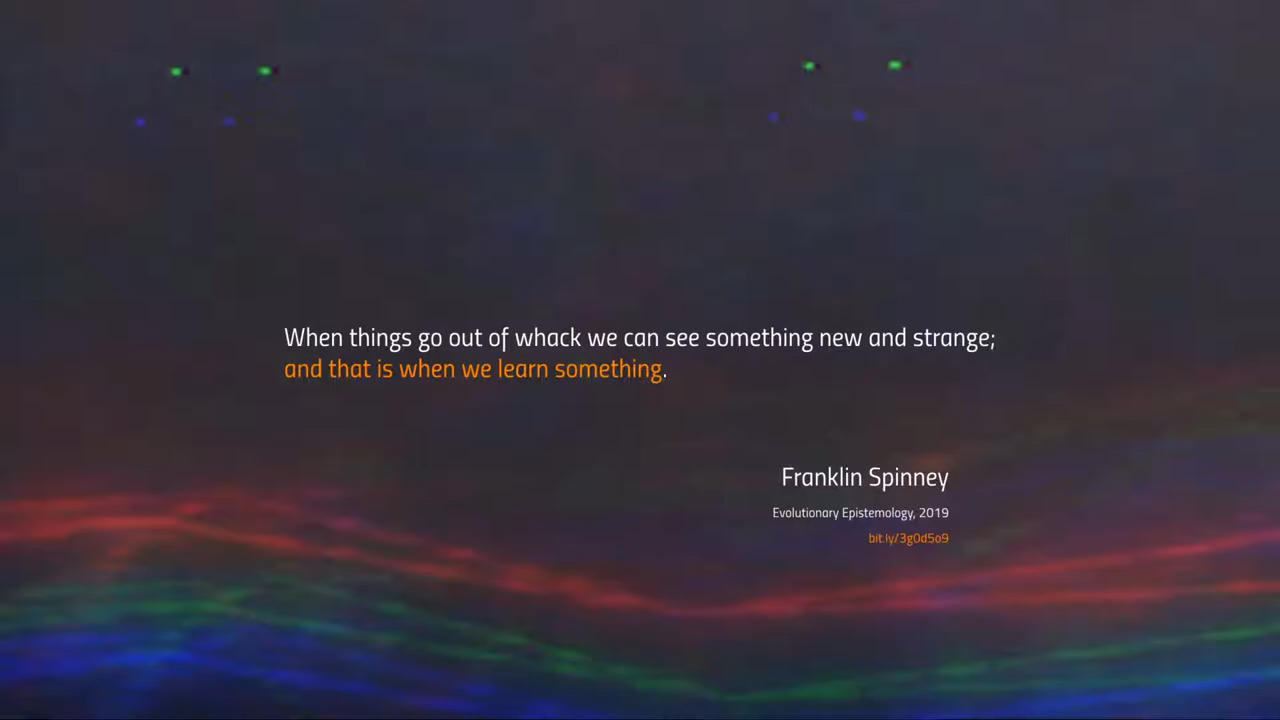 When things go out of whack we can see something new and strange;
and that is when we learn something.
Franklin Spinney
Evolutionary Epistemology, 2019
bit.ly/3g0d5o9